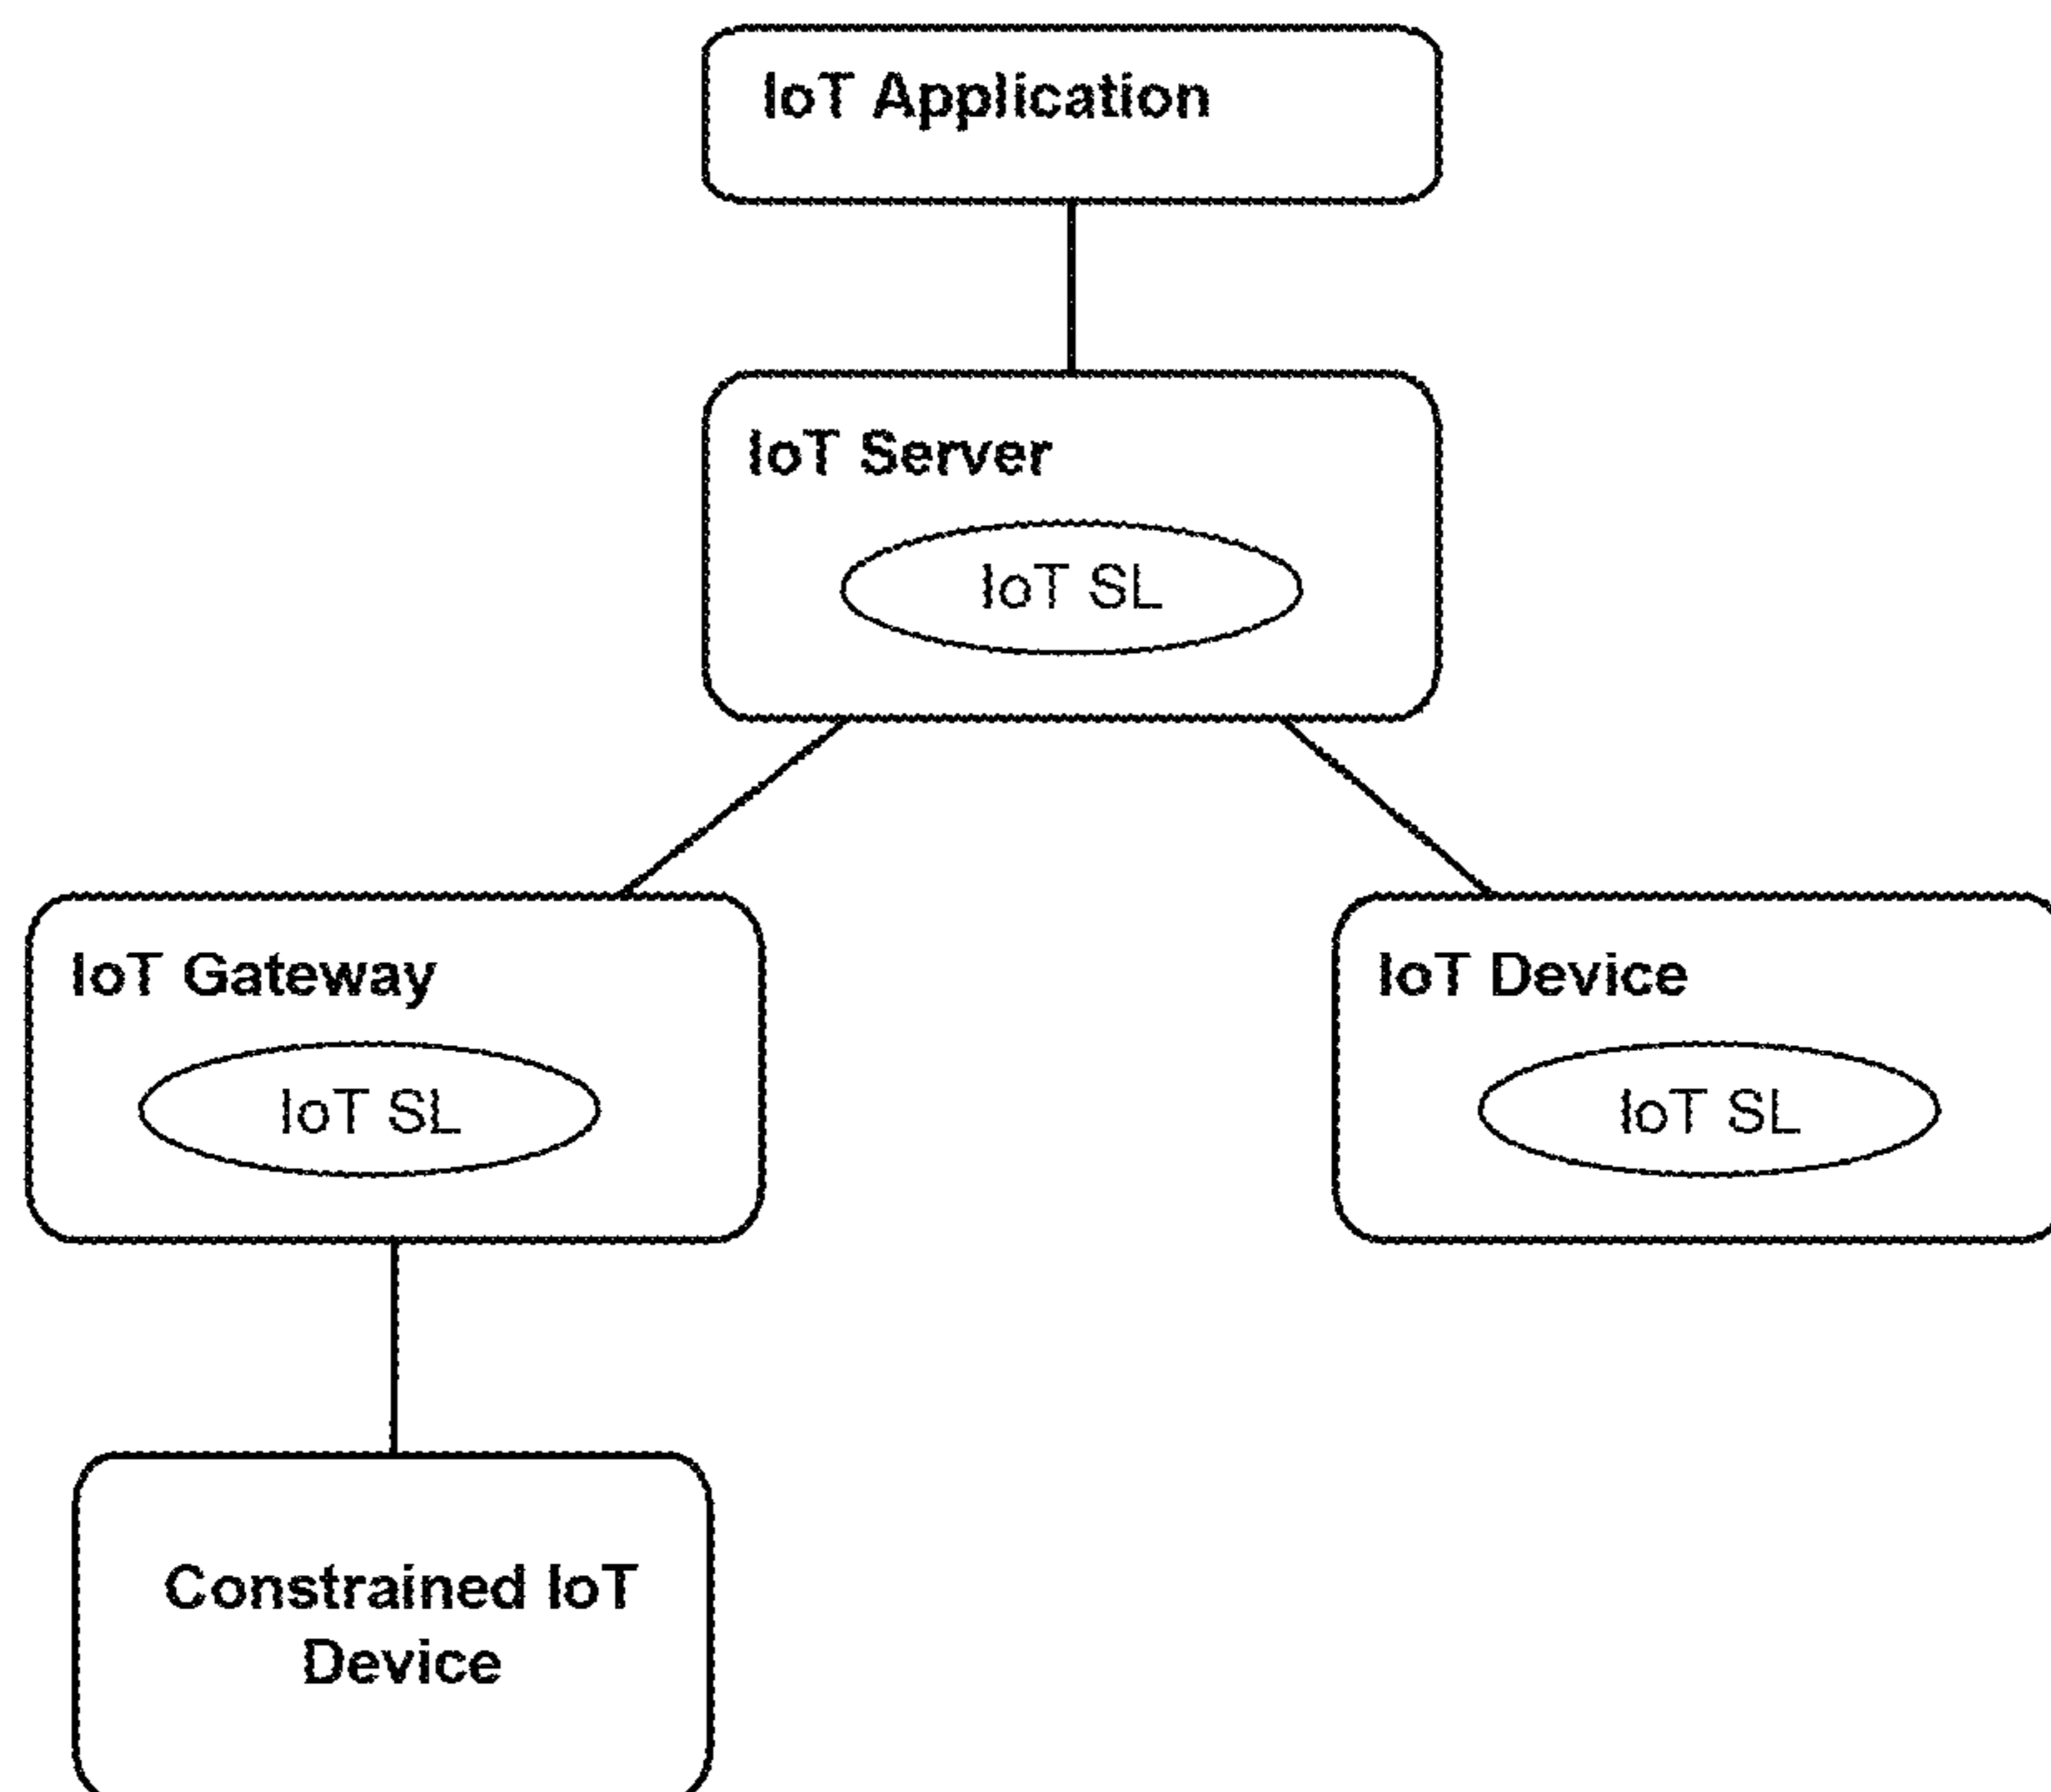 IoT Application
IoT Server
IoT SL
IoT Gateway
IoT SL
IoT Device
IoT SL
Constrained IoT
Device